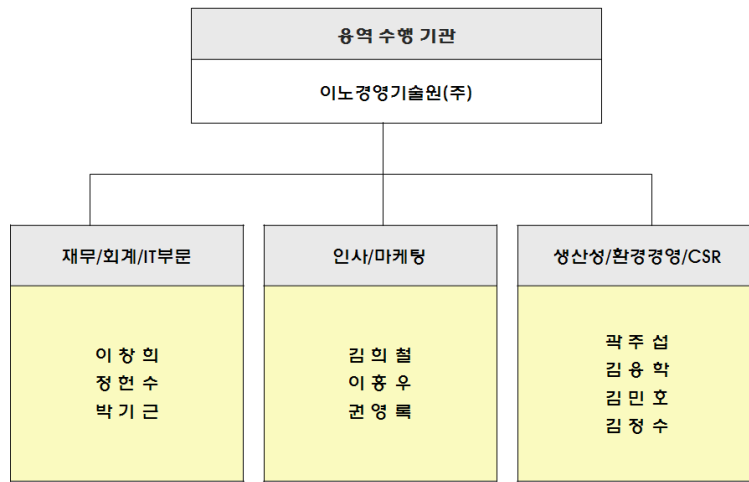 용역 수행 기관
이노경영기술원(주)
재무/회계/IT부문
이 창 희
정 헌 수
박 기 근
인사/마케팅
김 희 철
이 홍 우
권 영 록
생산성/환경경영/CSR
곽 주 섭
김 용 학
김 민 호
김 정 수